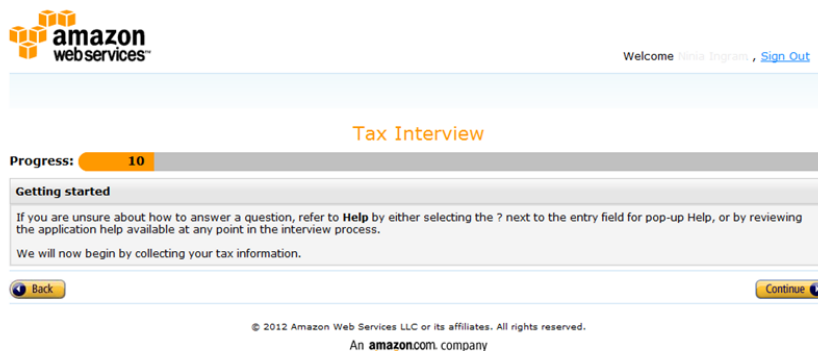 amazon
webservices™
Welcome Ninia Ingram , Sign Out
Tax Interview
Progress: 10
Getting started
If you are unsure about how to answer a question, refer to Help by either selecting the ? next to the entry field for pop-up Help, or by reviewing
the application help available at any point in the interview process.
We will now begin by collecting your tax information.
Back
Continue
© 2012 Amazon Web Services LLC or its affiliates. All rights reserved.
An amazon.com. company